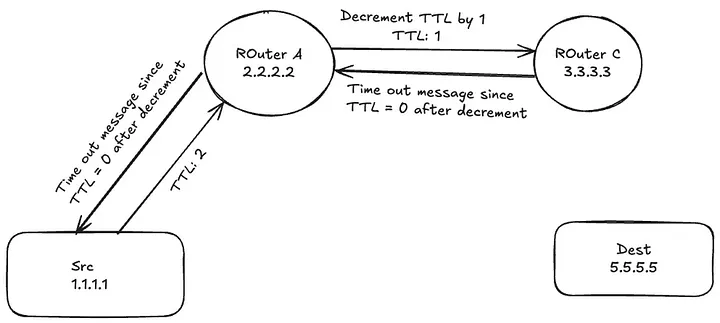 Decrement TTL by 1
TTL: 1
ROuter A
2.2.2.2
ROuter C
3.3.3.3
Time out message since
TTL = 0 after decrement
Time out message since
TTL = 0 after decrement
TTL: 2
Src
1.1.1.1
Dest
5.5.5.5